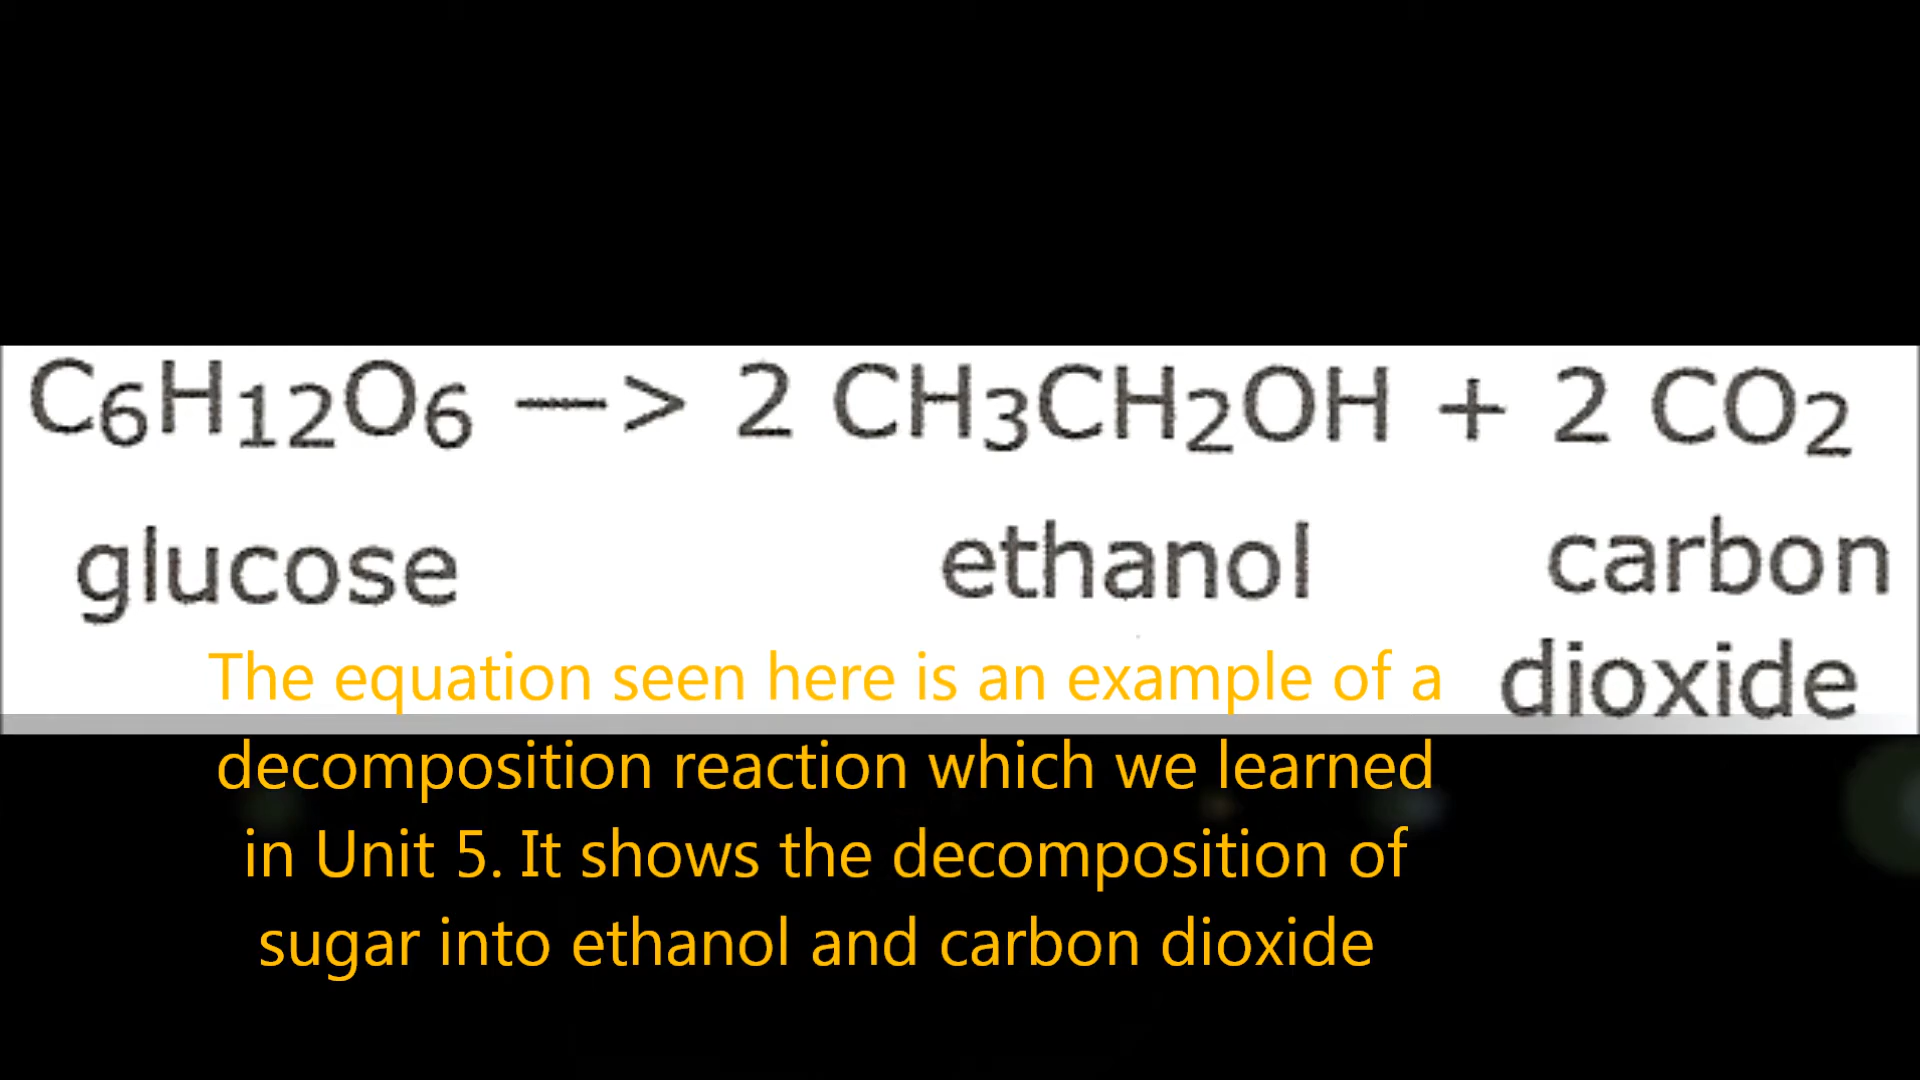 C6H12O6 —> 2 CH3CH2OH + 2 CO2
glucose ethanol carbon
dioxide
The equation seen here is an example of a
decomposition reaction which we learned
in Unit 5. It shows the decomposition of
sugar into ethanol and carbon dioxide